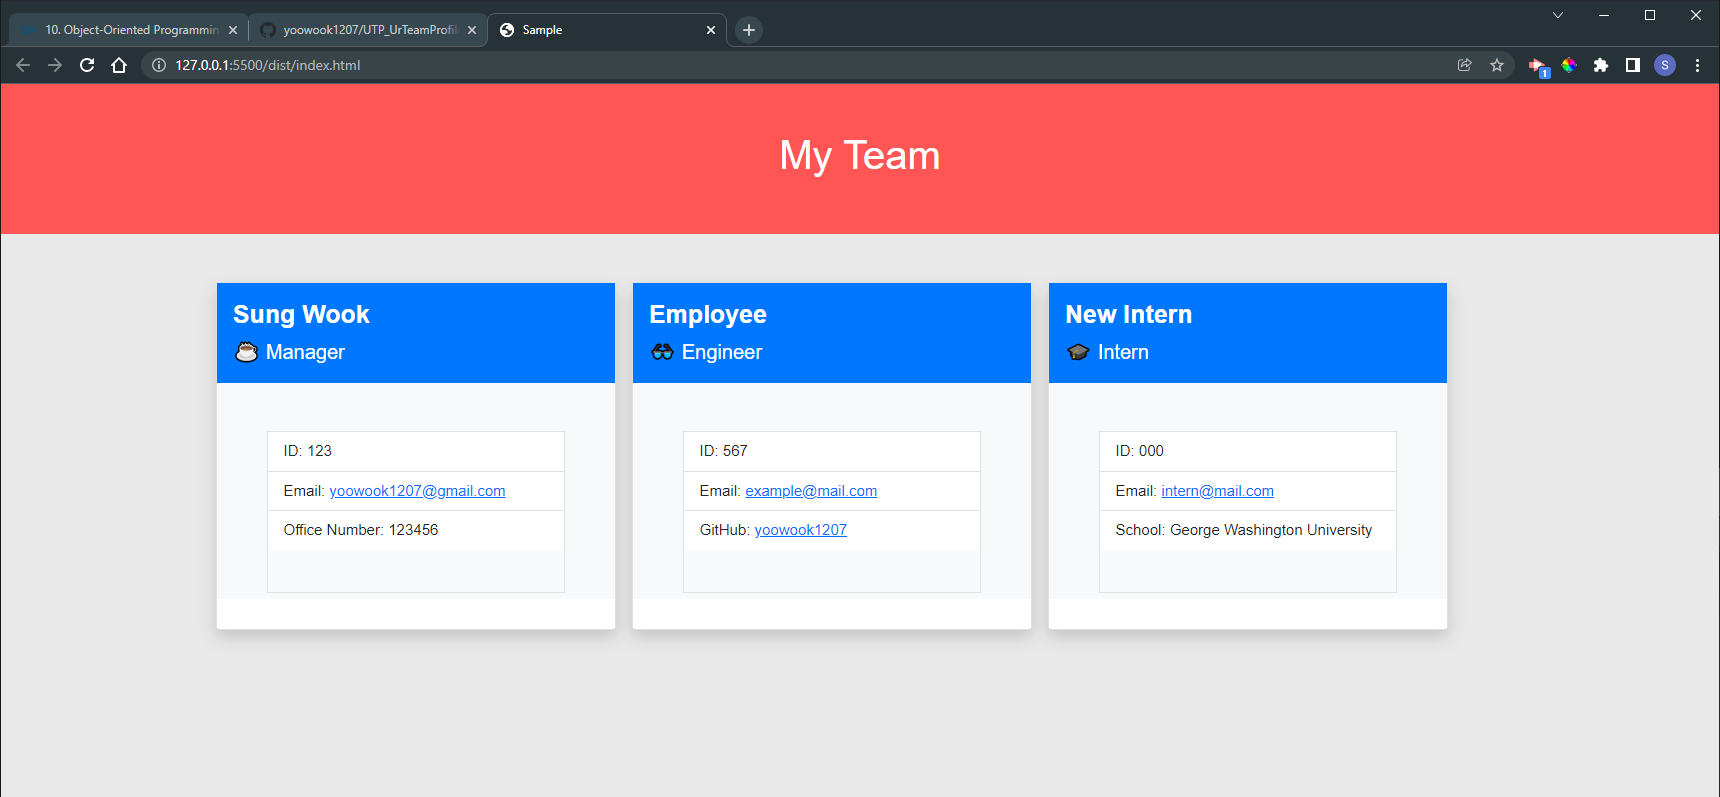 10. Object-Oriented Programmin
yoowook1207/UTP_UrTeamProfil
Sample
127.0.0.1:5500/dist/index.html
1
S
My Team
Sung Wook
Manager
ID: 123
Email: yoowook1207@gmail.com
Office Number: 123456
Employee
Engineer
ID: 567
Email: example@mail.com
GitHub: yoowook1207
New Intern
Intern
ID: 000
Email: intern@mail.com
School: George Washington University